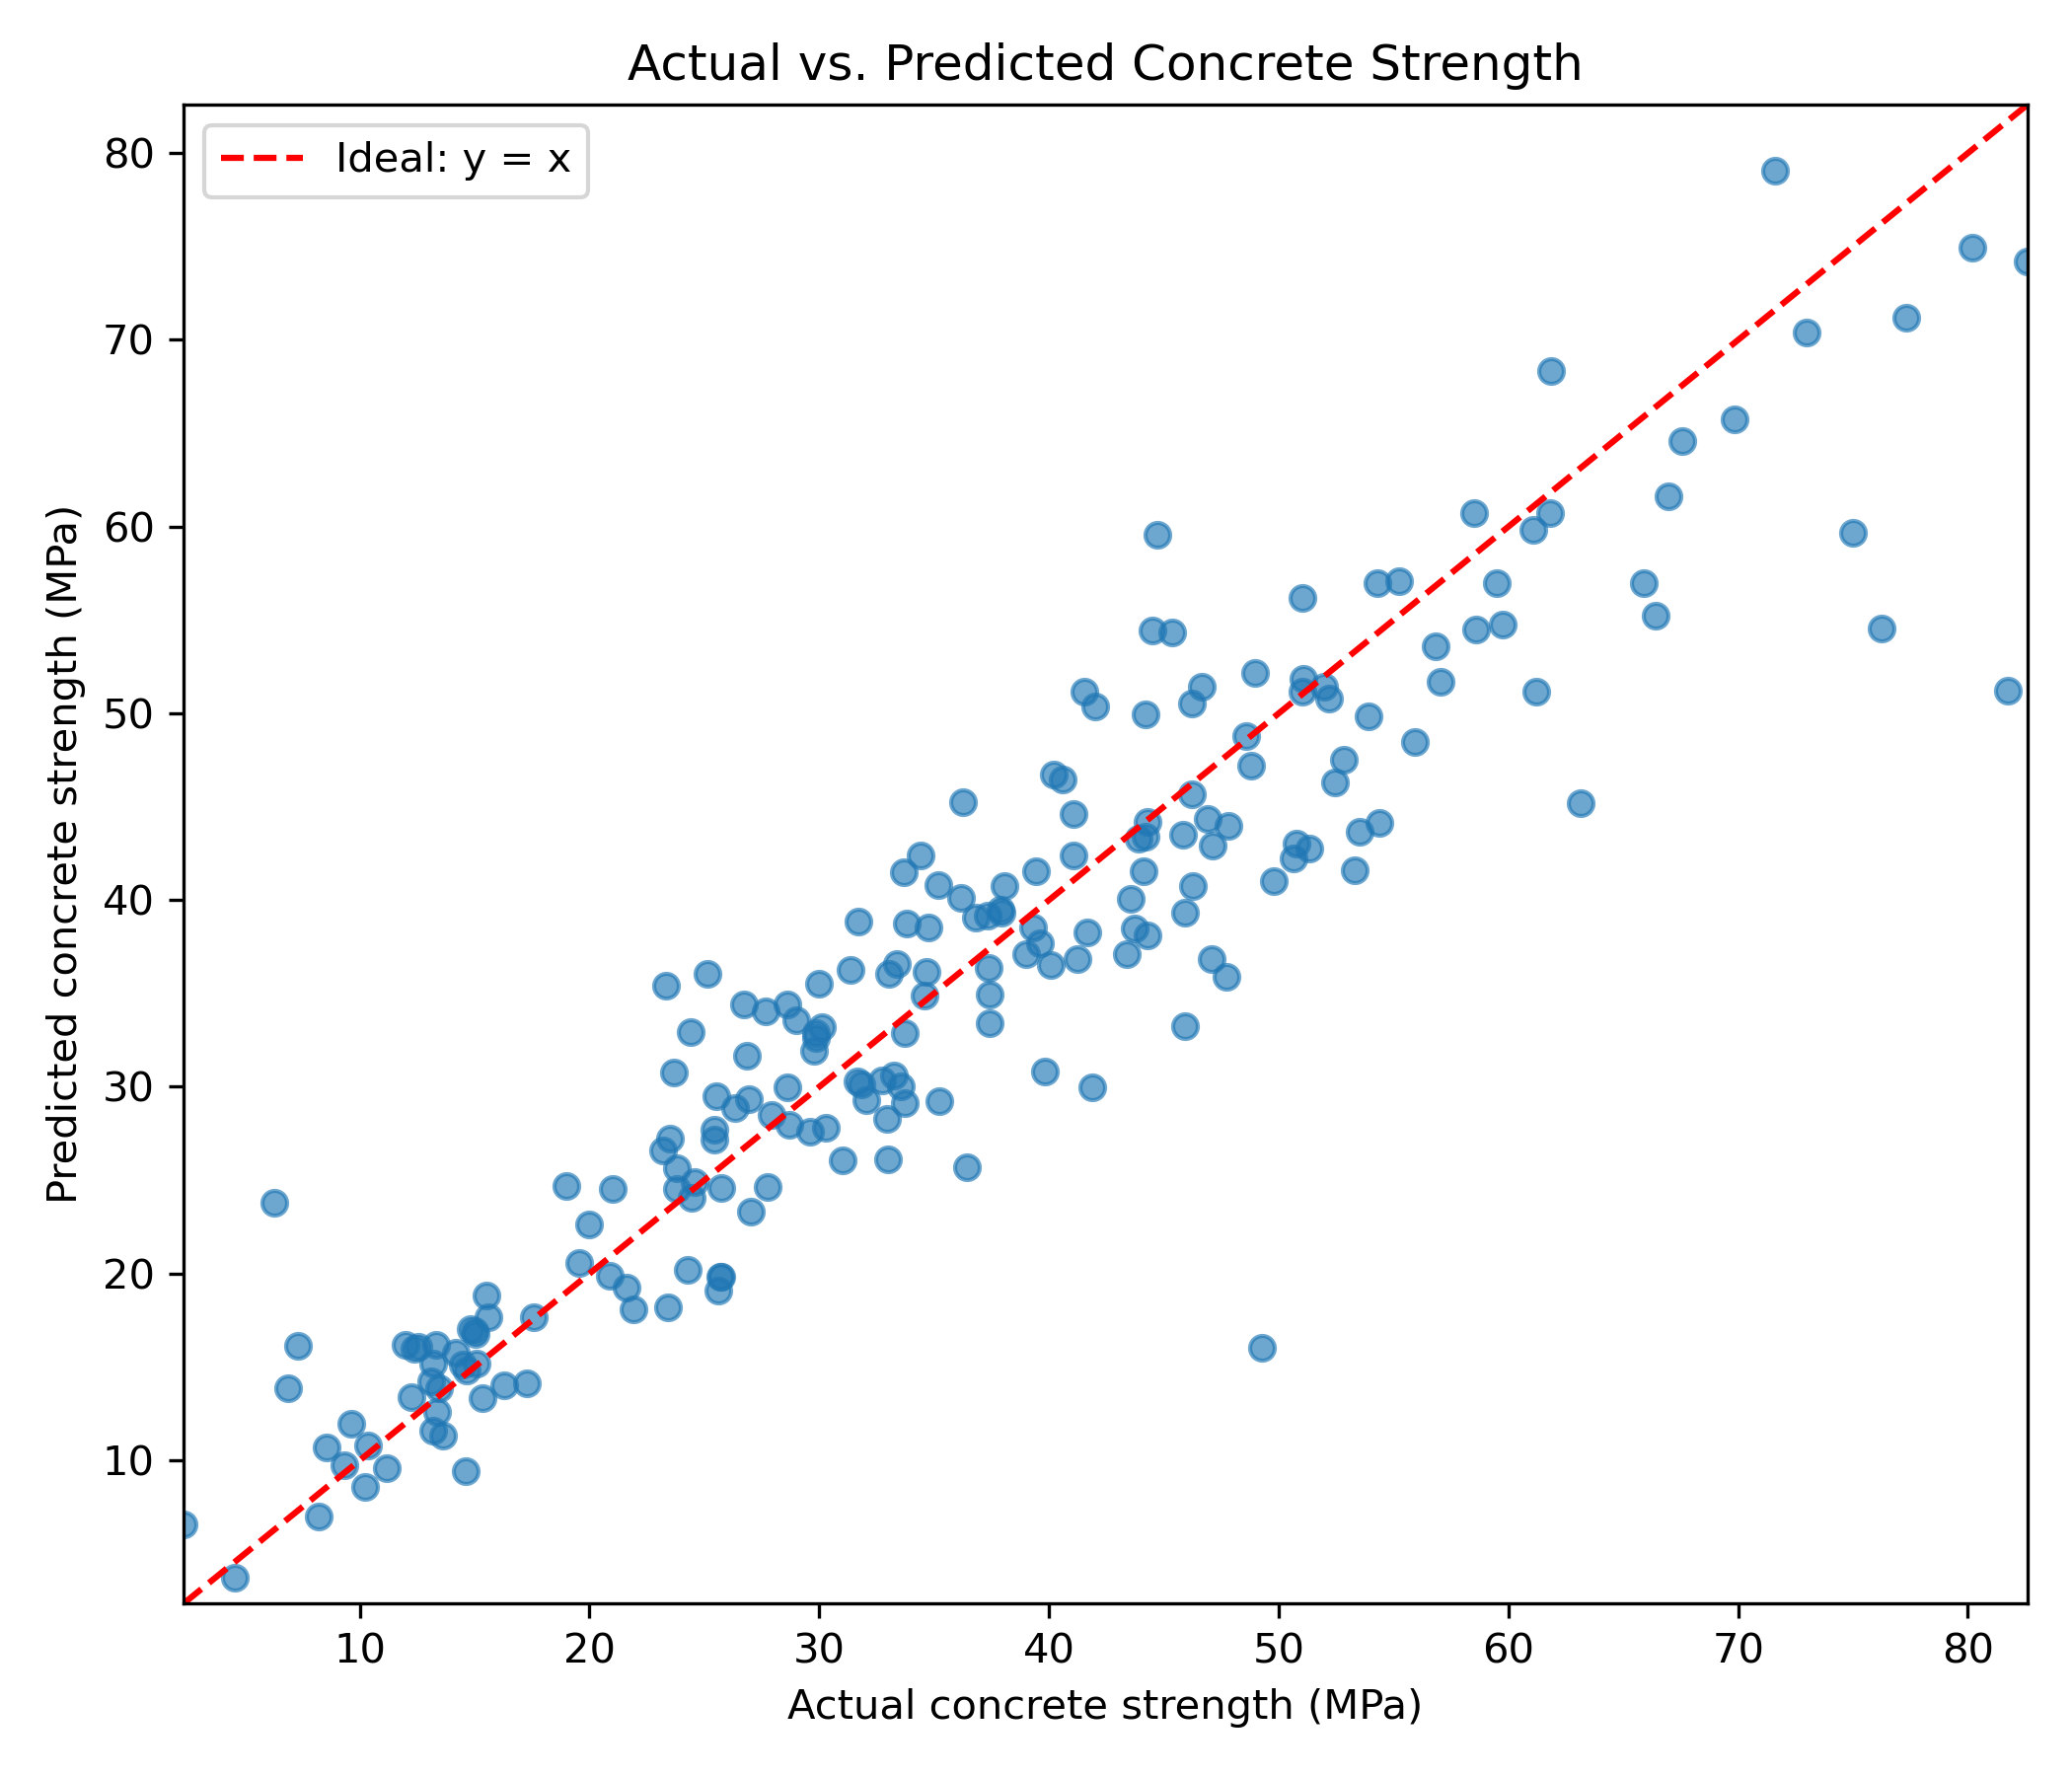 Actual vs. Predicted Concrete Strength
Ideal: y = x
Predicted concrete strength (MPa)
80
70
60
50
40
30
20
10
10 20 30 40 50 60 70 80
Actual concrete strength (MPa)